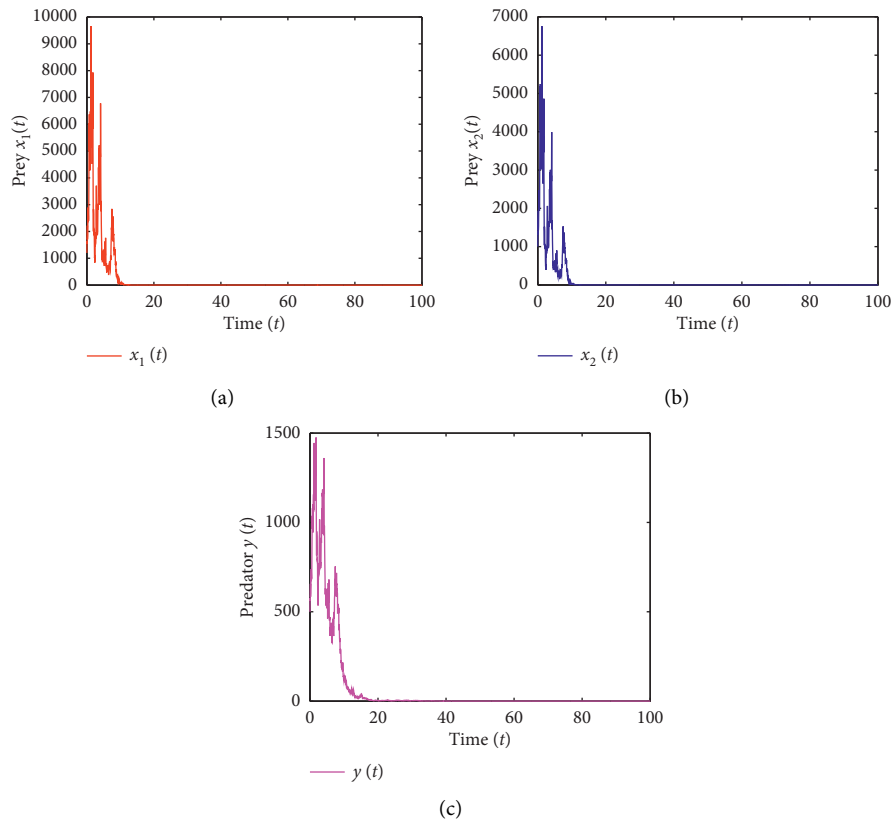 10000
9000
8000
7000
6000
5000
4000
3000
2000
1000
0
Prey x₁(t)
0 20 40 60 80 100
Time (t)
x₁ (t)
(a)
7000
6000
5000
4000
3000
2000
1000
0
Prey x₂(t)
0 20 40 60 80 100
Time (t)
x₂ (t)
(b)
1500
1000
500
0
Predator y (t)
0 20 40 60 80 100
Time (t)
y (t)
(c)